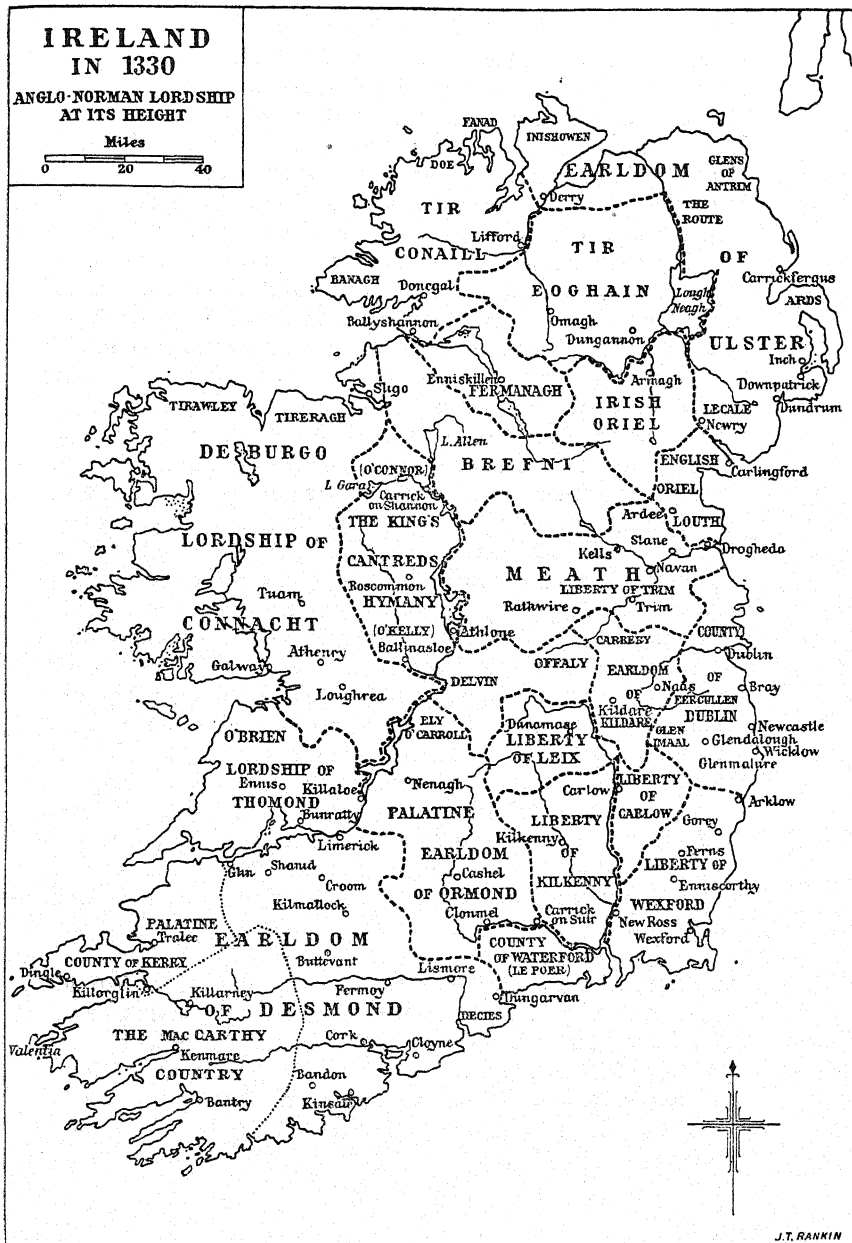 IRELAND
IN 1330
ANGLO-NORMAN LORDSHIP
AT ITS HEIGHT
Miles
0 20 40
FANAD
INISHOWEN
DOE
EARLDOM
GLENS
OF
ANTRIM
Derry
THE
ROUTE
TIR
CONAILL
Lifford
TIR
EOGHAIN
OF
Carrickfergus
BANAGH
Donegal
Lough
Neagh
ARDS
Omagh
Ballyshannon
Dungannon
ULSTER
Inch
Sligo
Enniskillen
FERMANAGH
Armagh
Downpatrick
Dundrum
TIRAWLEY
TIRERAGH
IRISH
ORIEL
LECALE
Newry
DE BURGO
L. Allen
BREFNI
ENGLISH
ORIEL
Carlingford
(O'CONNOR)
L Gara
Carrick
on Shannon
THE KING'S
Ardee
LOUTH
LORDSHIP OF
Slane
Drogheda
CANTREDS
Kells
Navan
Roscommon
MEATH
Tuam
HYMANY
LIBERTY OF TRIM
Rathwire
Trim
CONNACHT
(O'KELLY)
Athlone
CARBERY
COUNTY
Athenry
Ballinasloe
OFFALY
EARLDOM
Dublin
Galway
DELVIN
OF
Naas
OF
Bray
Loughrea
FERCULLEN
ELY
O'CARROLL
Dunamase
Kildare
KILDARE
DUBLIN
O'BRIEN
LIBERTY
OF LEIX
GLEN
IMAAL
Newcastle
Glendalough
Wicklow
LORDSHIP OF
Ennis
Killaloe
Nenagh
Glenmalure
THOMOND
Bunratty
PALATINE
Carlow
LIBERTY
OF
CARLOW
Arklow
Limerick
LIBERTY
Kilkenny
Gorey
Glin
Shanid
EARLDOM
OF
Ferns
Croom
Cashel
LIBERTY OF
Kilmallock
OF ORMOND
KILKENNY
Enniscorthy
Clonmel
Carrick
on Suir
WEXFORD
New Ross
PALATINE
Tralee
EARLDOM
COUNTY
OF WATERFORD
(LE POER)
Wexford
COUNTY OF KERRY
Buttevant
Dingle
Lismore
Kiltorglin
Killarney
Fermoy
Dungarvan
OF DESMOND
DECIES
THE MAC CARTHY
Cork
Cloyne
Valentia
Kenmare
COUNTRY
Bandon
Bantry
Kinsair
J.T. RANKIN